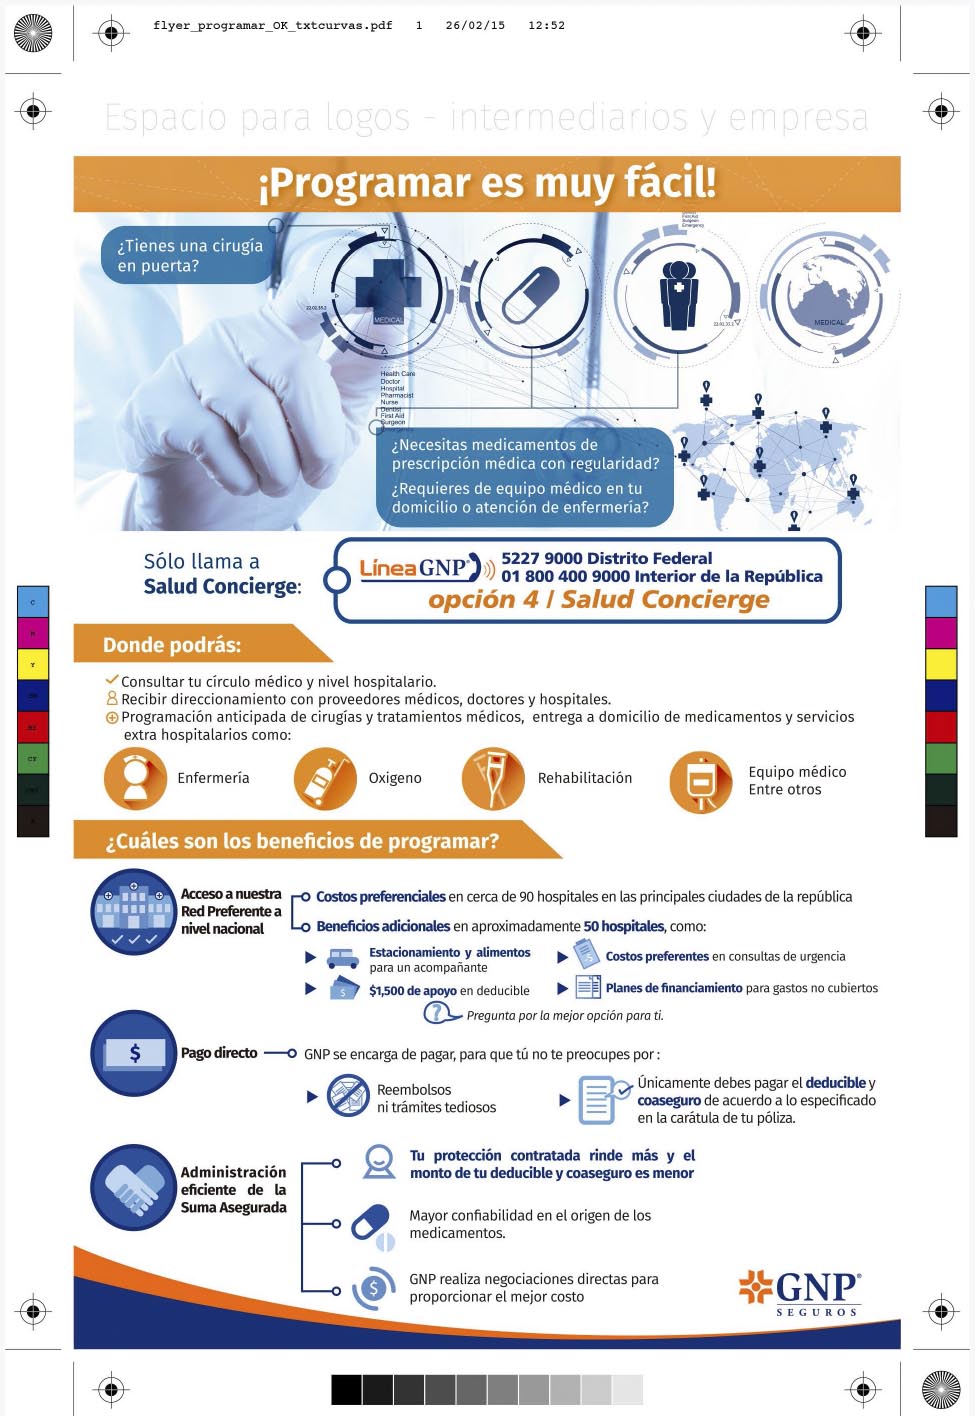 flyer_programar_OK_txtcurvas.pdf 1 26/02/15 12:52
Espacio para logos - intermediarios y empresa
¡Programar es muy fácil!
¿Tienes una cirugía
en puerta?
MEDICAL
22.02.33.2
Surgeon
Emergency
22.02.33.2
MEDICAL
Health Care
Doctor
Hospital
Pharmacist
Nurse
Dentist
First Aid
Surgeon
¿Necesitas medicamentos de
prescripción médica con regularidad?
¿Requieres de equipo médico en tu
domicilio o atención de enfermería?
Sólo llama a
Salud Concierge:
Línea GNP®
5227 9000 Distrito Federal
01 800 400 9000 Interior de la República
opción 4 / Salud Concierge
Donde podrás:
Consultar tu círculo médico y nivel hospitalario.
Recibir direccionamiento con proveedores médicos, doctores y hospitales.
Programación anticipada de cirugías y tratamientos médicos, entrega a domicilio de medicamentos y servicios
extra hospitalarios como:
Enfermería
Oxigeno
Rehabilitación
Equipo médico
Entre otros
¿Cuáles son los beneficios de programar?
Acceso a nuestra
Red Preferente a
nivel nacional
Costos preferenciales en cerca de 90 hospitales en las principales ciudades de la república
Beneficios adicionales en aproximadamente 50 hospitales, como:
Estacionamiento y alimentos
para un acompañante
Costos preferentes en consultas de urgencia
$1,500 de apoyo en deducible
Planes de financiamiento para gastos no cubiertos
Pregunta por la mejor opción para ti.
Pago directo
GNP se encarga de pagar, para que tú no te preocupes por :
Reembolsos
ni trámites tediosos
Únicamente debes pagar el deducible y
coaseguro de acuerdo a lo especificado
en la carátula de tu póliza.
Administración
eficiente de la
Suma Asegurada
Tu protección contratada rinde más y el
monto de tu deducible y coaseguro es menor
Mayor confiabilidad en el origen de los
medicamentos.
GNP realiza negociaciones directas para
proporcionar el mejor costo
GNP®
SEGUROS